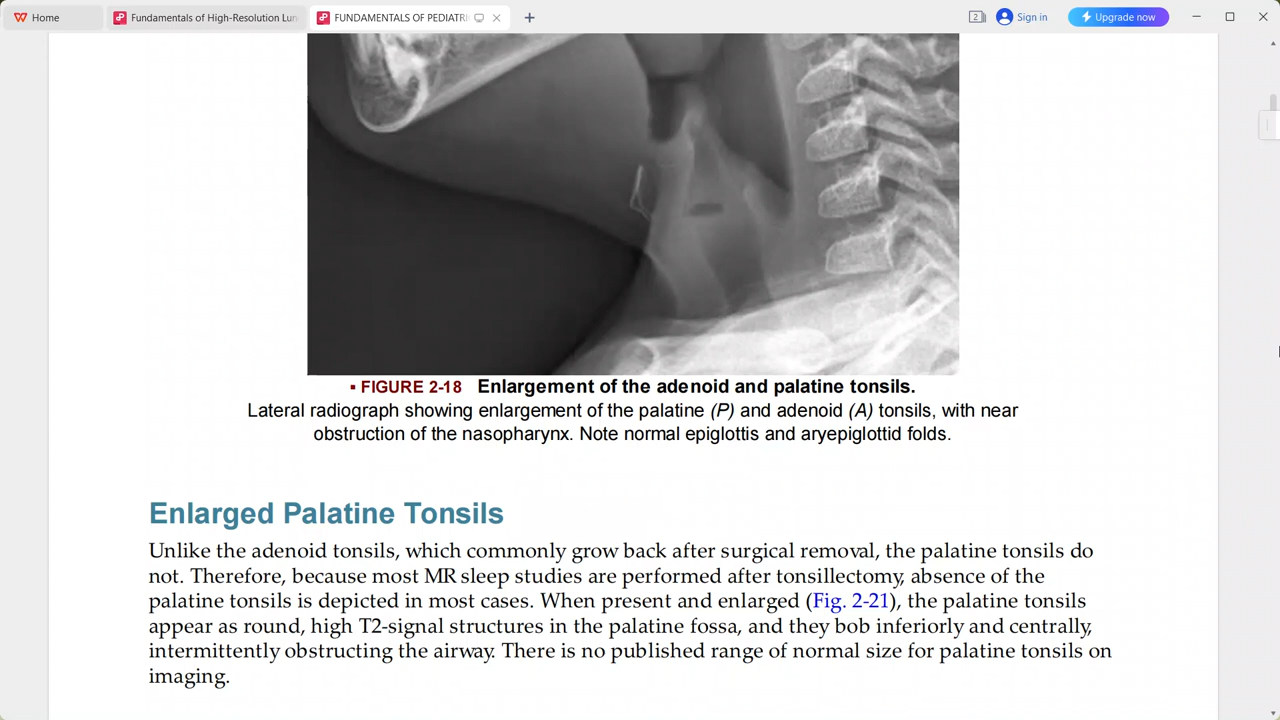 Home
Fundamentals of High-Resolution Lun
FUNDAMENTALS OF PEDIATRI
2
Sign in
Upgrade now
▪ FIGURE 2-18 Enlargement of the adenoid and palatine tonsils.
Lateral radiograph showing enlargement of the palatine (P) and adenoid (A) tonsils, with near
obstruction of the nasopharynx. Note normal epiglottis and aryepiglottid folds.
Enlarged Palatine Tonsils
Unlike the adenoid tonsils, which commonly grow back after surgical removal, the palatine tonsils do
not. Therefore, because most MR sleep studies are performed after tonsillectomy, absence of the
palatine tonsils is depicted in most cases. When present and enlarged (Fig. 2-21), the palatine tonsils
appear as round, high T2-signal structures in the palatine fossa, and they bob inferiorly and centrally,
intermittently obstructing the airway. There is no published range of normal size for palatine tonsils on
imaging.